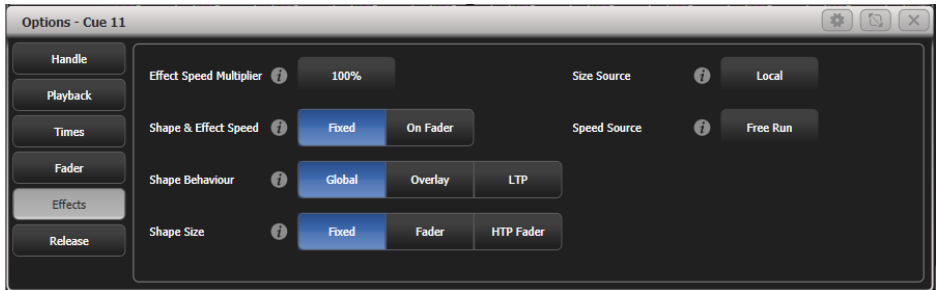 Options - Cue 11
Handle
Playback
Times
Fader
Effects
Release
Effect Speed Multiplier i 100% Size Source i Local
Shape & Effect Speed i Fixed On Fader Speed Source i Free Run
Shape Behaviour i Global Overlay LTP
Shape Size i Fixed Fader HTP Fader